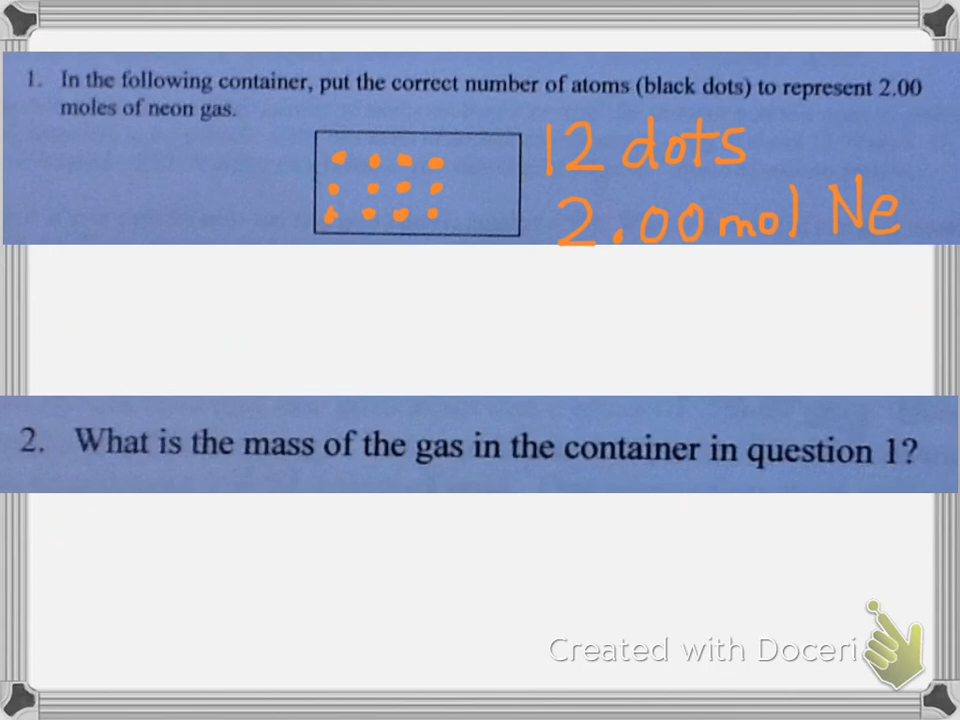 1. In the following container, put the correct number of atoms (black dots) to represent 2.00
moles of neon gas.
12 dots
2.00 mol Ne
2. What is the mass of the gas in the container in question 1?
Created with Doceri